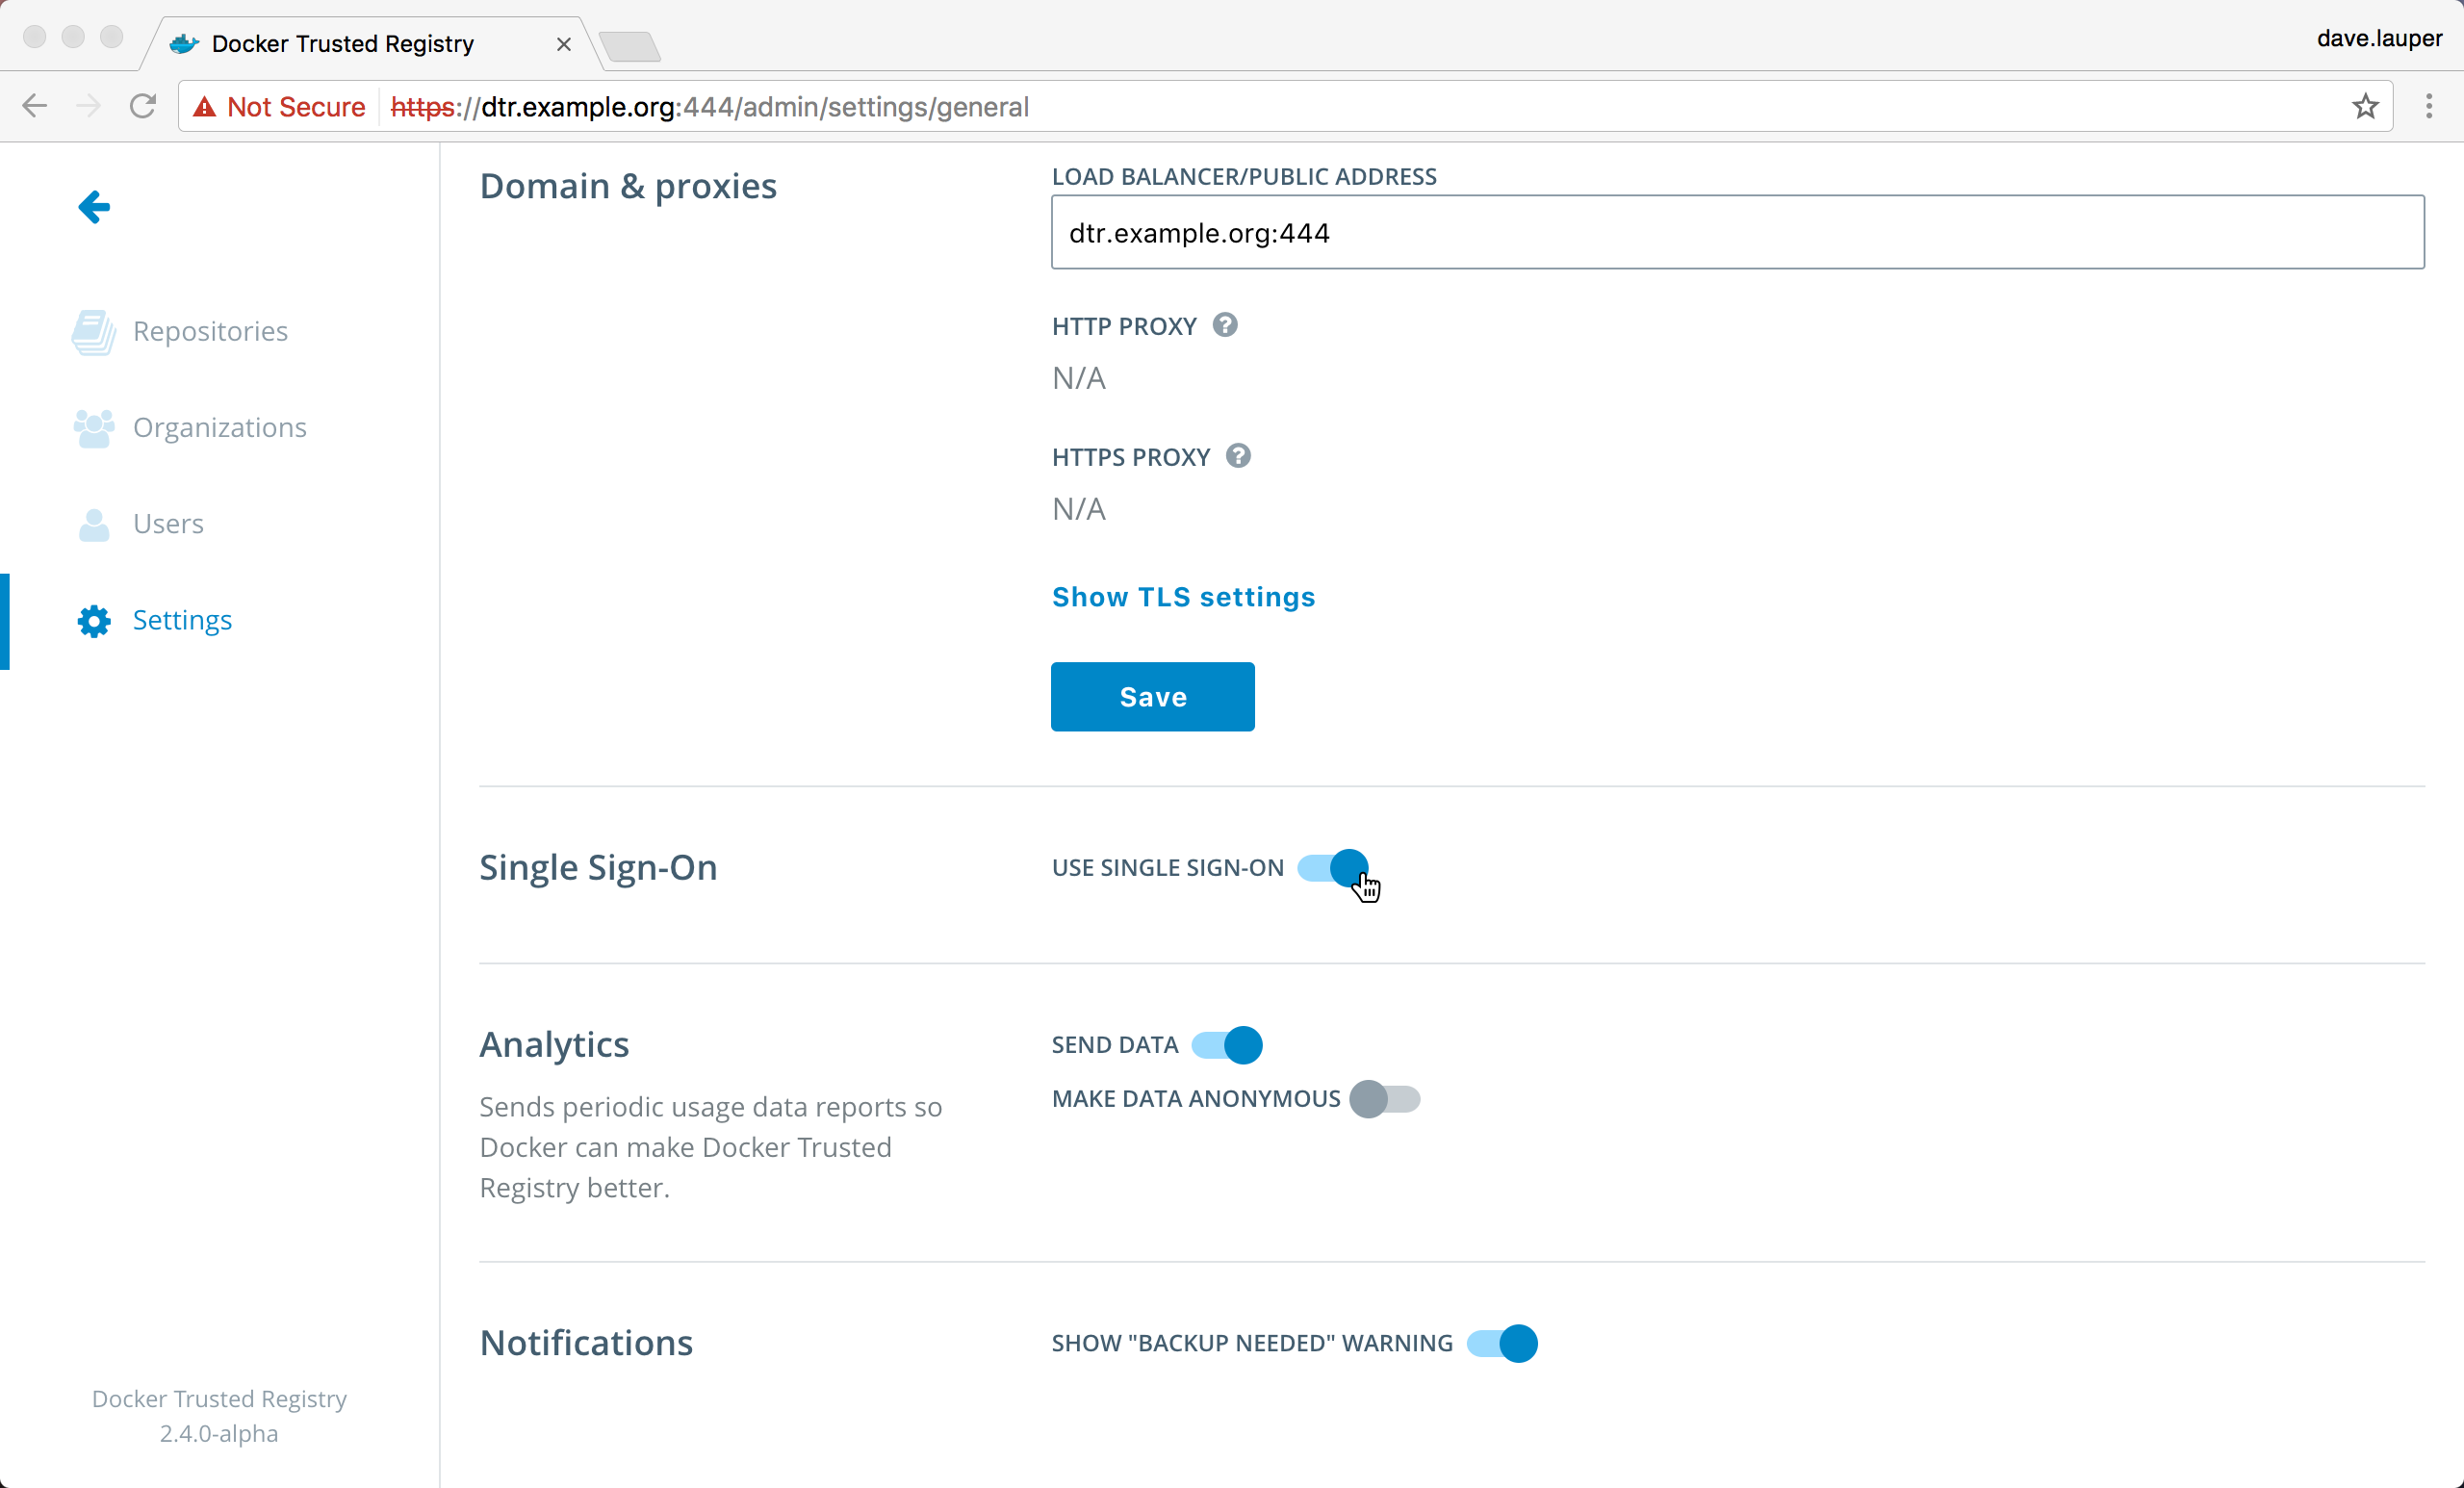 Docker Trusted Registry
dave.lauper
Not Secure https://dtr.example.org:444/admin/settings/general
Repositories
Organizations
Users
Settings
Docker Trusted Registry
2.4.0-alpha
Domain & proxies
LOAD BALANCER/PUBLIC ADDRESS
dtr.example.org:444
HTTP PROXY ?
N/A
HTTPS PROXY ?
N/A
Show TLS settings
Save
Single Sign-On
USE SINGLE SIGN-ON
Analytics
Sends periodic usage data reports so
Docker can make Docker Trusted
Registry better.
SEND DATA
MAKE DATA ANONYMOUS
Notifications
SHOW "BACKUP NEEDED" WARNING